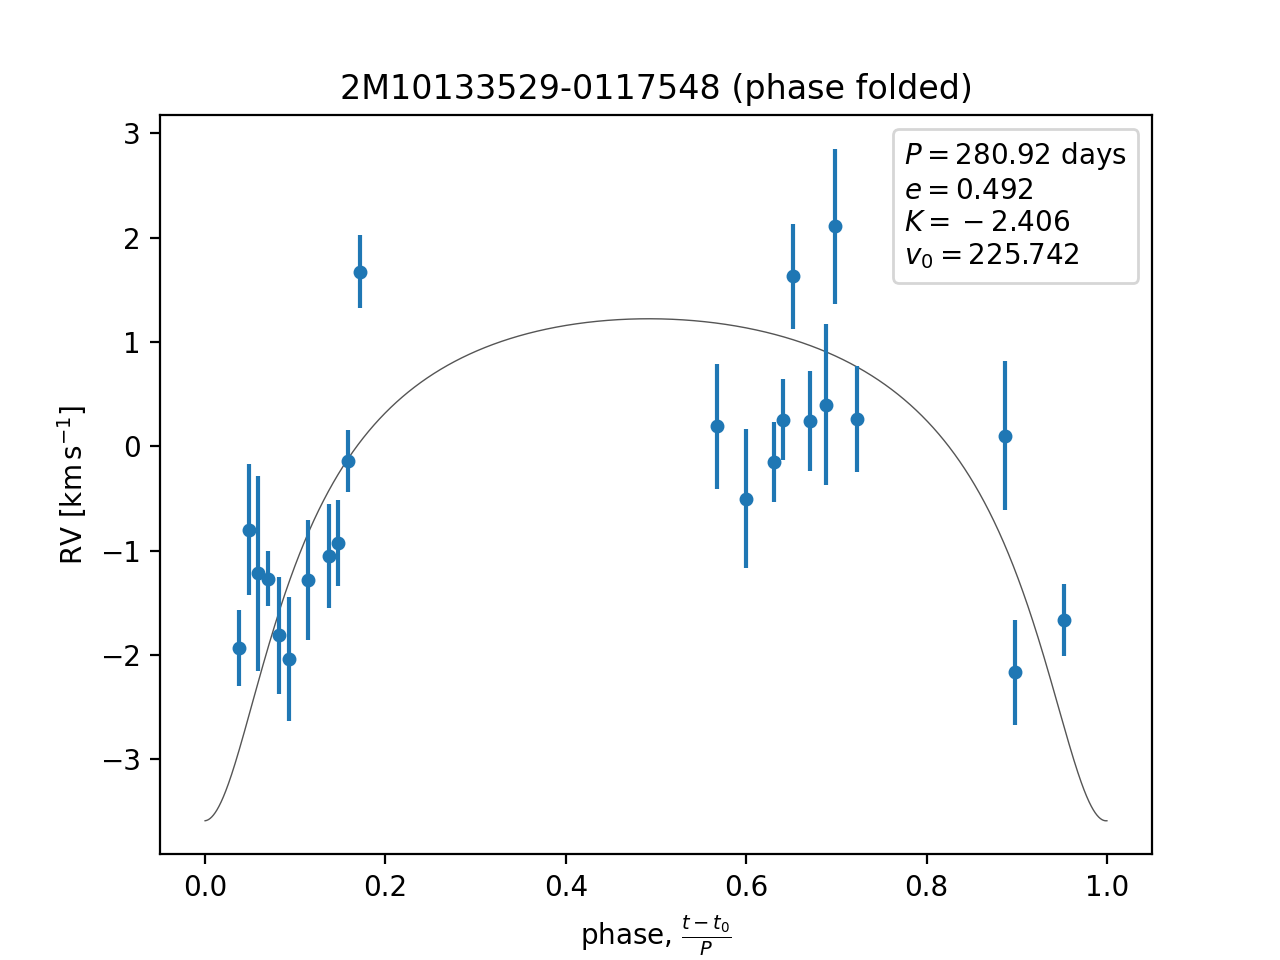 2M10133529-0117548 (phase folded)
P = 280.92 days
e = 0.492
K = −2.406
v₀ = 225.742
3
2
1
0
−1
−2
−3
RV [km s⁻¹]
0.0 0.2 0.4 0.6 0.8 1.0
phase, (t − t₀)/P